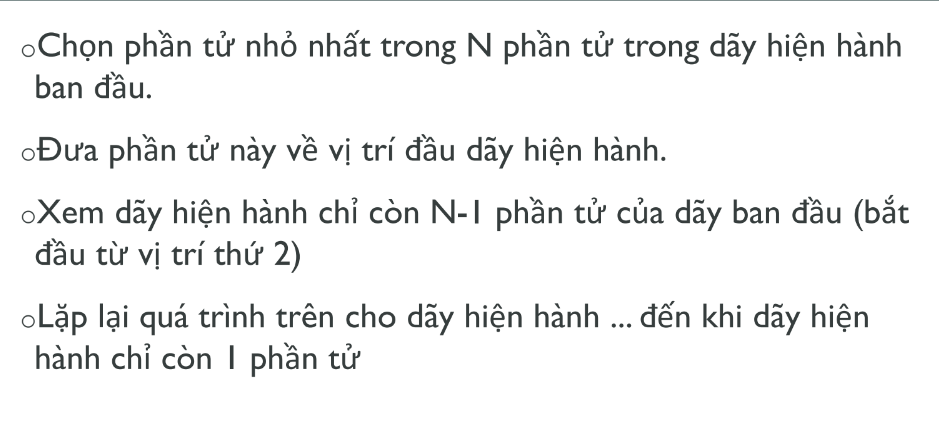 ○Chọn phần tử nhỏ nhất trong N phần tử trong dãy hiện hành
ban đầu.
○Đưa phần tử này về vị trí đầu dãy hiện hành.
○Xem dãy hiện hành chỉ còn N-1 phần tử của dãy ban đầu (bắt
đầu từ vị trí thứ 2)
○Lặp lại quá trình trên cho dãy hiện hành ... đến khi dãy hiện
hành chỉ còn 1 phần tử